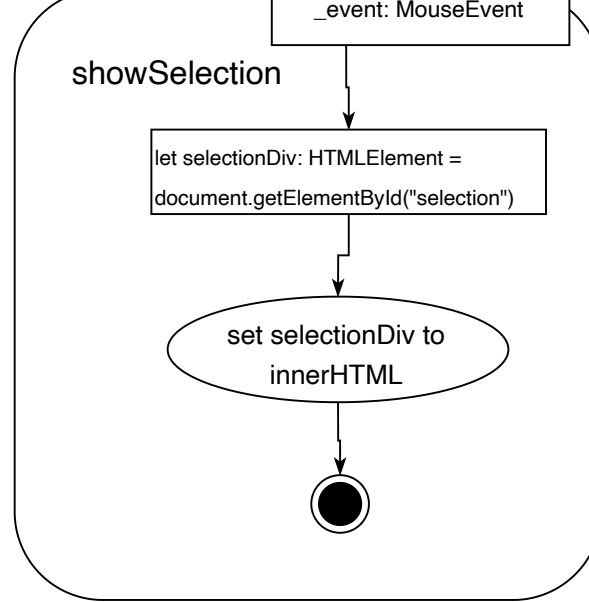 _event: MouseEvent
showSelection
let selectionDiv: HTMLElement =
document.getElementById("selection")
set selectionDiv to
innerHTML